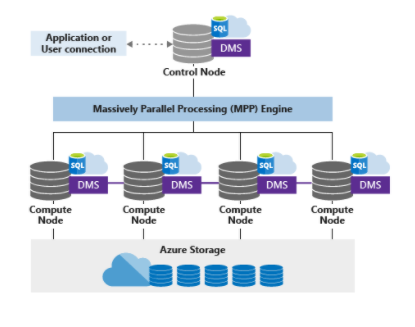 Application or
User connection
SQL
DMS
Control Node
Massively Parallel Processing (MPP) Engine
SQL
DMS
SQL
DMS
SQL
DMS
SQL
DMS
Compute
Node
Compute
Node
Compute
Node
Compute
Node
Azure Storage